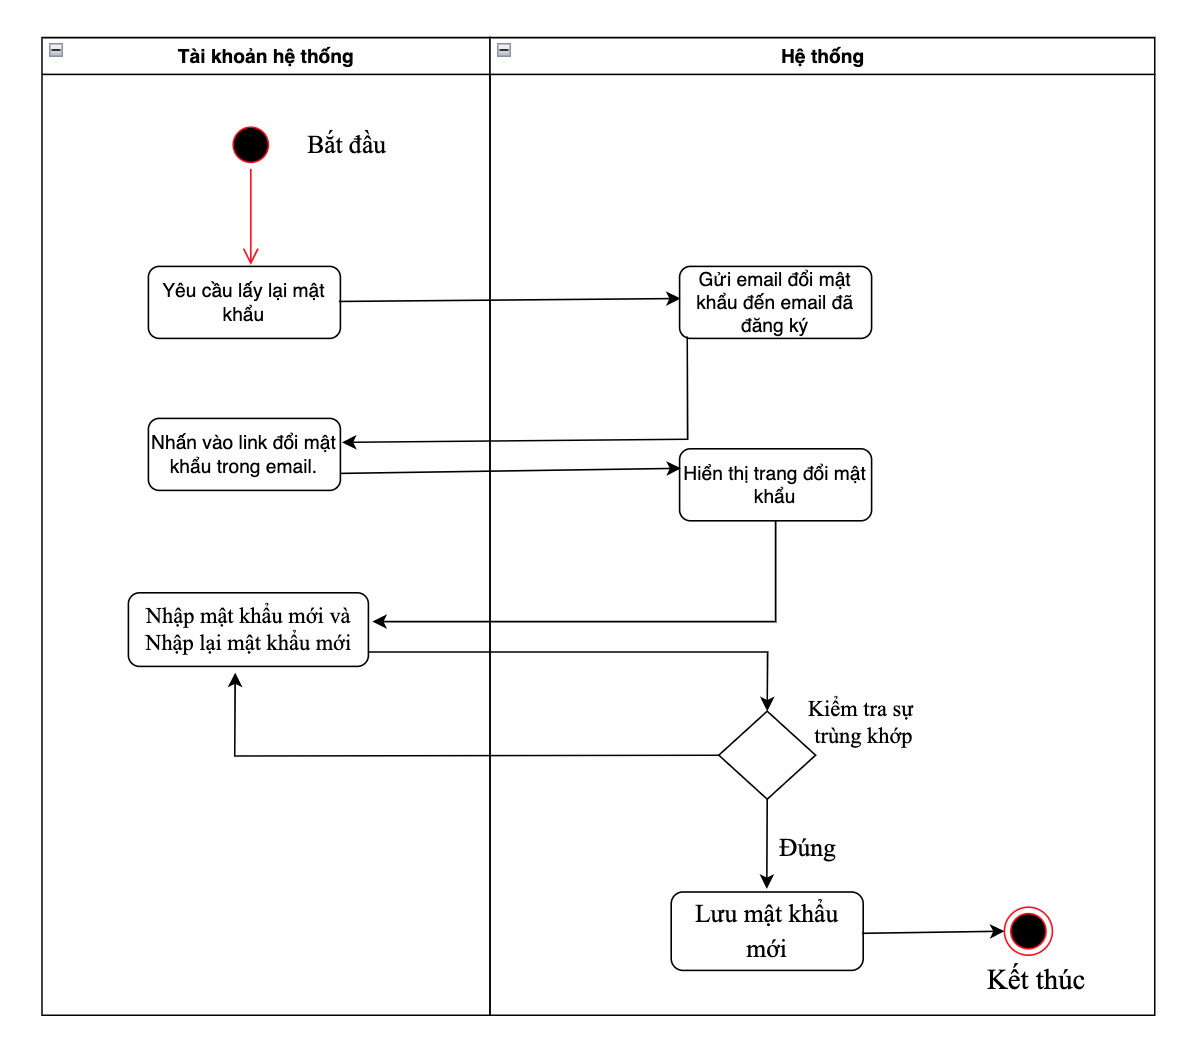 Tài khoản hệ thống
Hệ thống
Bắt đầu
Yêu cầu lấy lại mật
khẩu
Gửi email đổi mật
khẩu đến email đã
đăng ký
Nhấn vào link đổi mật
khẩu trong email.
Hiển thị trang đổi mật
khẩu
Nhập mật khẩu mới và
Nhập lại mật khẩu mới
Kiểm tra sự
trùng khớp
Đúng
Lưu mật khẩu
mới
Kết thúc